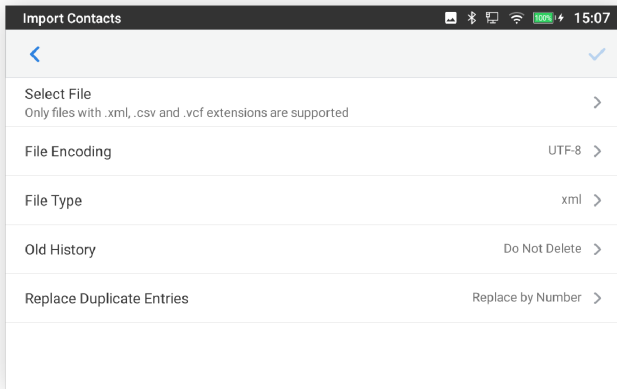 Import Contacts 100% 15:07
Select File
Only files with .xml, .csv and .vcf extensions are supported
File Encoding UTF-8
File Type xml
Old History Do Not Delete
Replace Duplicate Entries Replace by Number